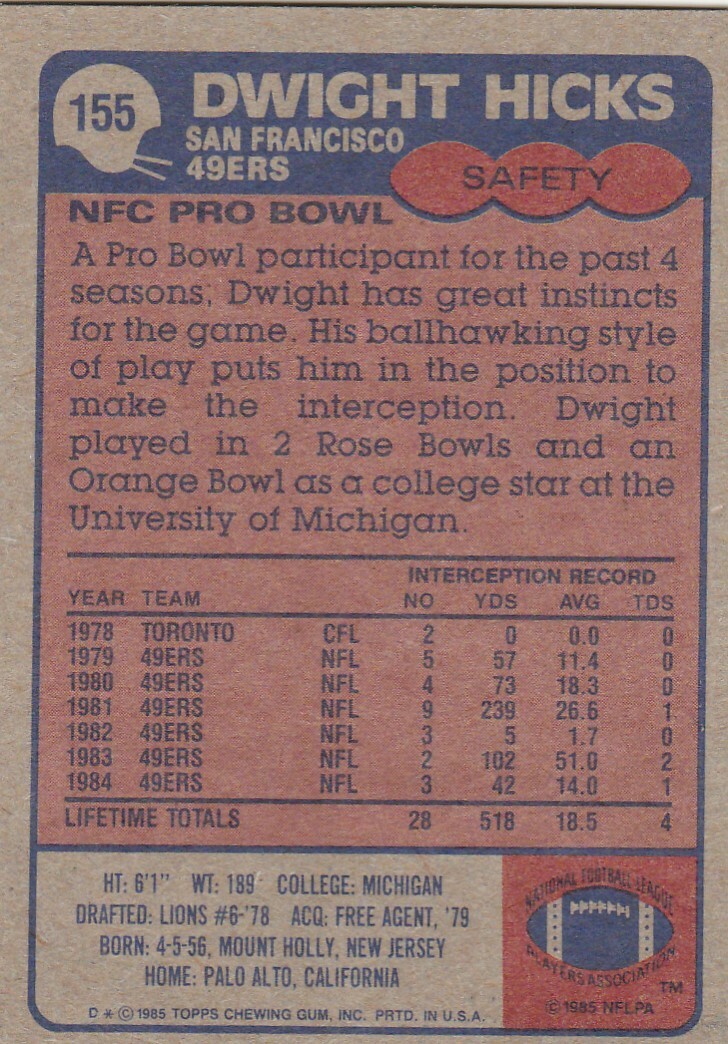 155
DWIGHT HICKS
SAN FRANCISCO
49ERS
SAFETY
NFC PRO BOWL
A Pro Bowl participant for the past 4
seasons, Dwight has great instincts
for the game. His ballhawking style
of play puts him in the position to
make the interception. Dwight
played in 2 Rose Bowls and an
Orange Bowl as a college star at the
University of Michigan.
INTERCEPTION RECORD
YEAR TEAM NO YDS AVG TDS
1978 TORONTO CFL 2 0 0.0 0
1979 49ERS NFL 5 57 11.4 0
1980 49ERS NFL 4 73 18.3 0
1981 49ERS NFL 9 239 26.6 1
1982 49ERS NFL 3 5 1.7 0
1983 49ERS NFL 2 102 51.0 2
1984 49ERS NFL 3 42 14.0 1
LIFETIME TOTALS 28 518 18.5 4
HT: 6'1" WT: 189 COLLEGE: MICHIGAN
DRAFTED: LIONS #6-'78 ACQ: FREE AGENT, '79
BORN: 4-5-56, MOUNT HOLLY, NEW JERSEY
HOME: PALO ALTO, CALIFORNIA
D * © 1985 TOPPS CHEWING GUM, INC. PRTD. IN U.S.A.
NATIONAL FOOTBALL LEAGUE
PLAYERS ASSOCIATION
TM
© 1985 NFLPA